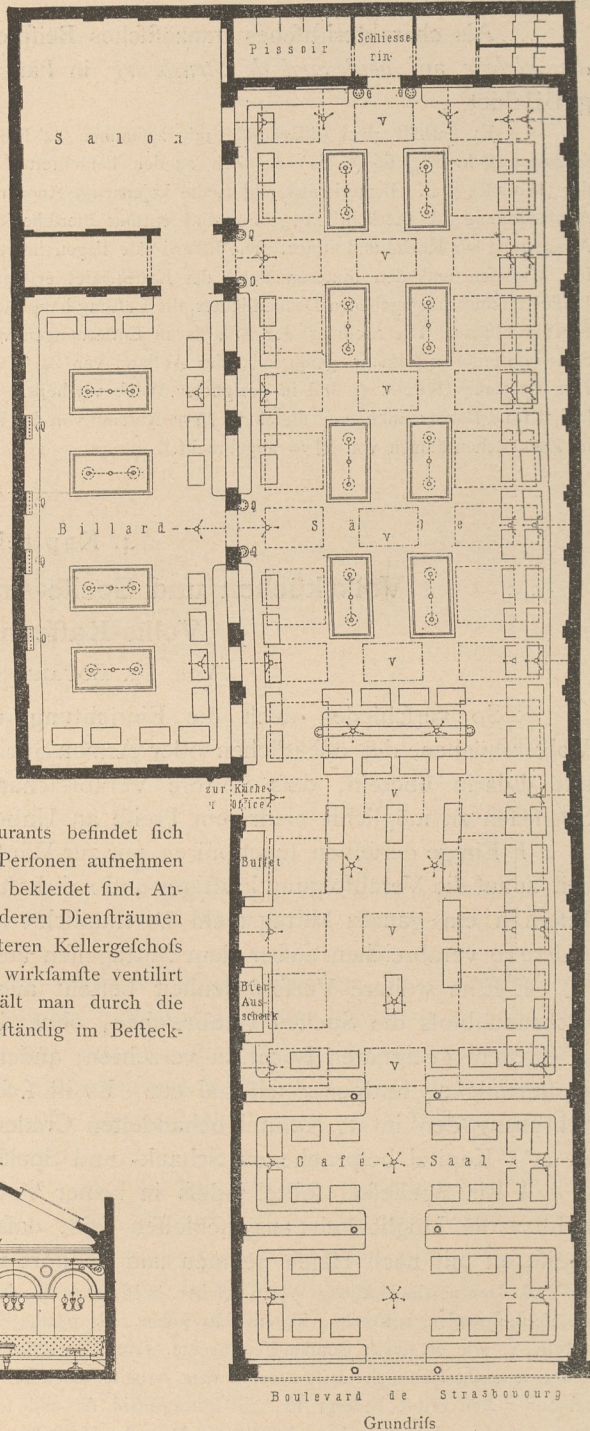 Pissoir
Schliesse-
rin.
Salon
V
V
V
Billard- Säle
V
V
zur Küche
u Office.
V
Buffet
V
Bier
Aus-
schank
V
Café-Saal
Boulevard de Strasbovourg
Grundriſs
urants befindet ſich
Perſonen aufnehmen
bekleidet ſind. An-
deren Dienſträumen
teren Kellergeſchoſs
wirkſamſte ventilirt
ält man durch die
ſtändig im Beſteck-